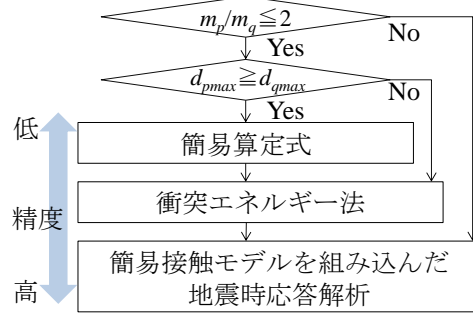 m_p/m_q≦2
No
Yes
d_pmax≧d_qmax
No
Yes
低
簡易算定式
衝突エネルギー法
精度
簡易接触モデルを組み込んだ
地震時応答解析
高